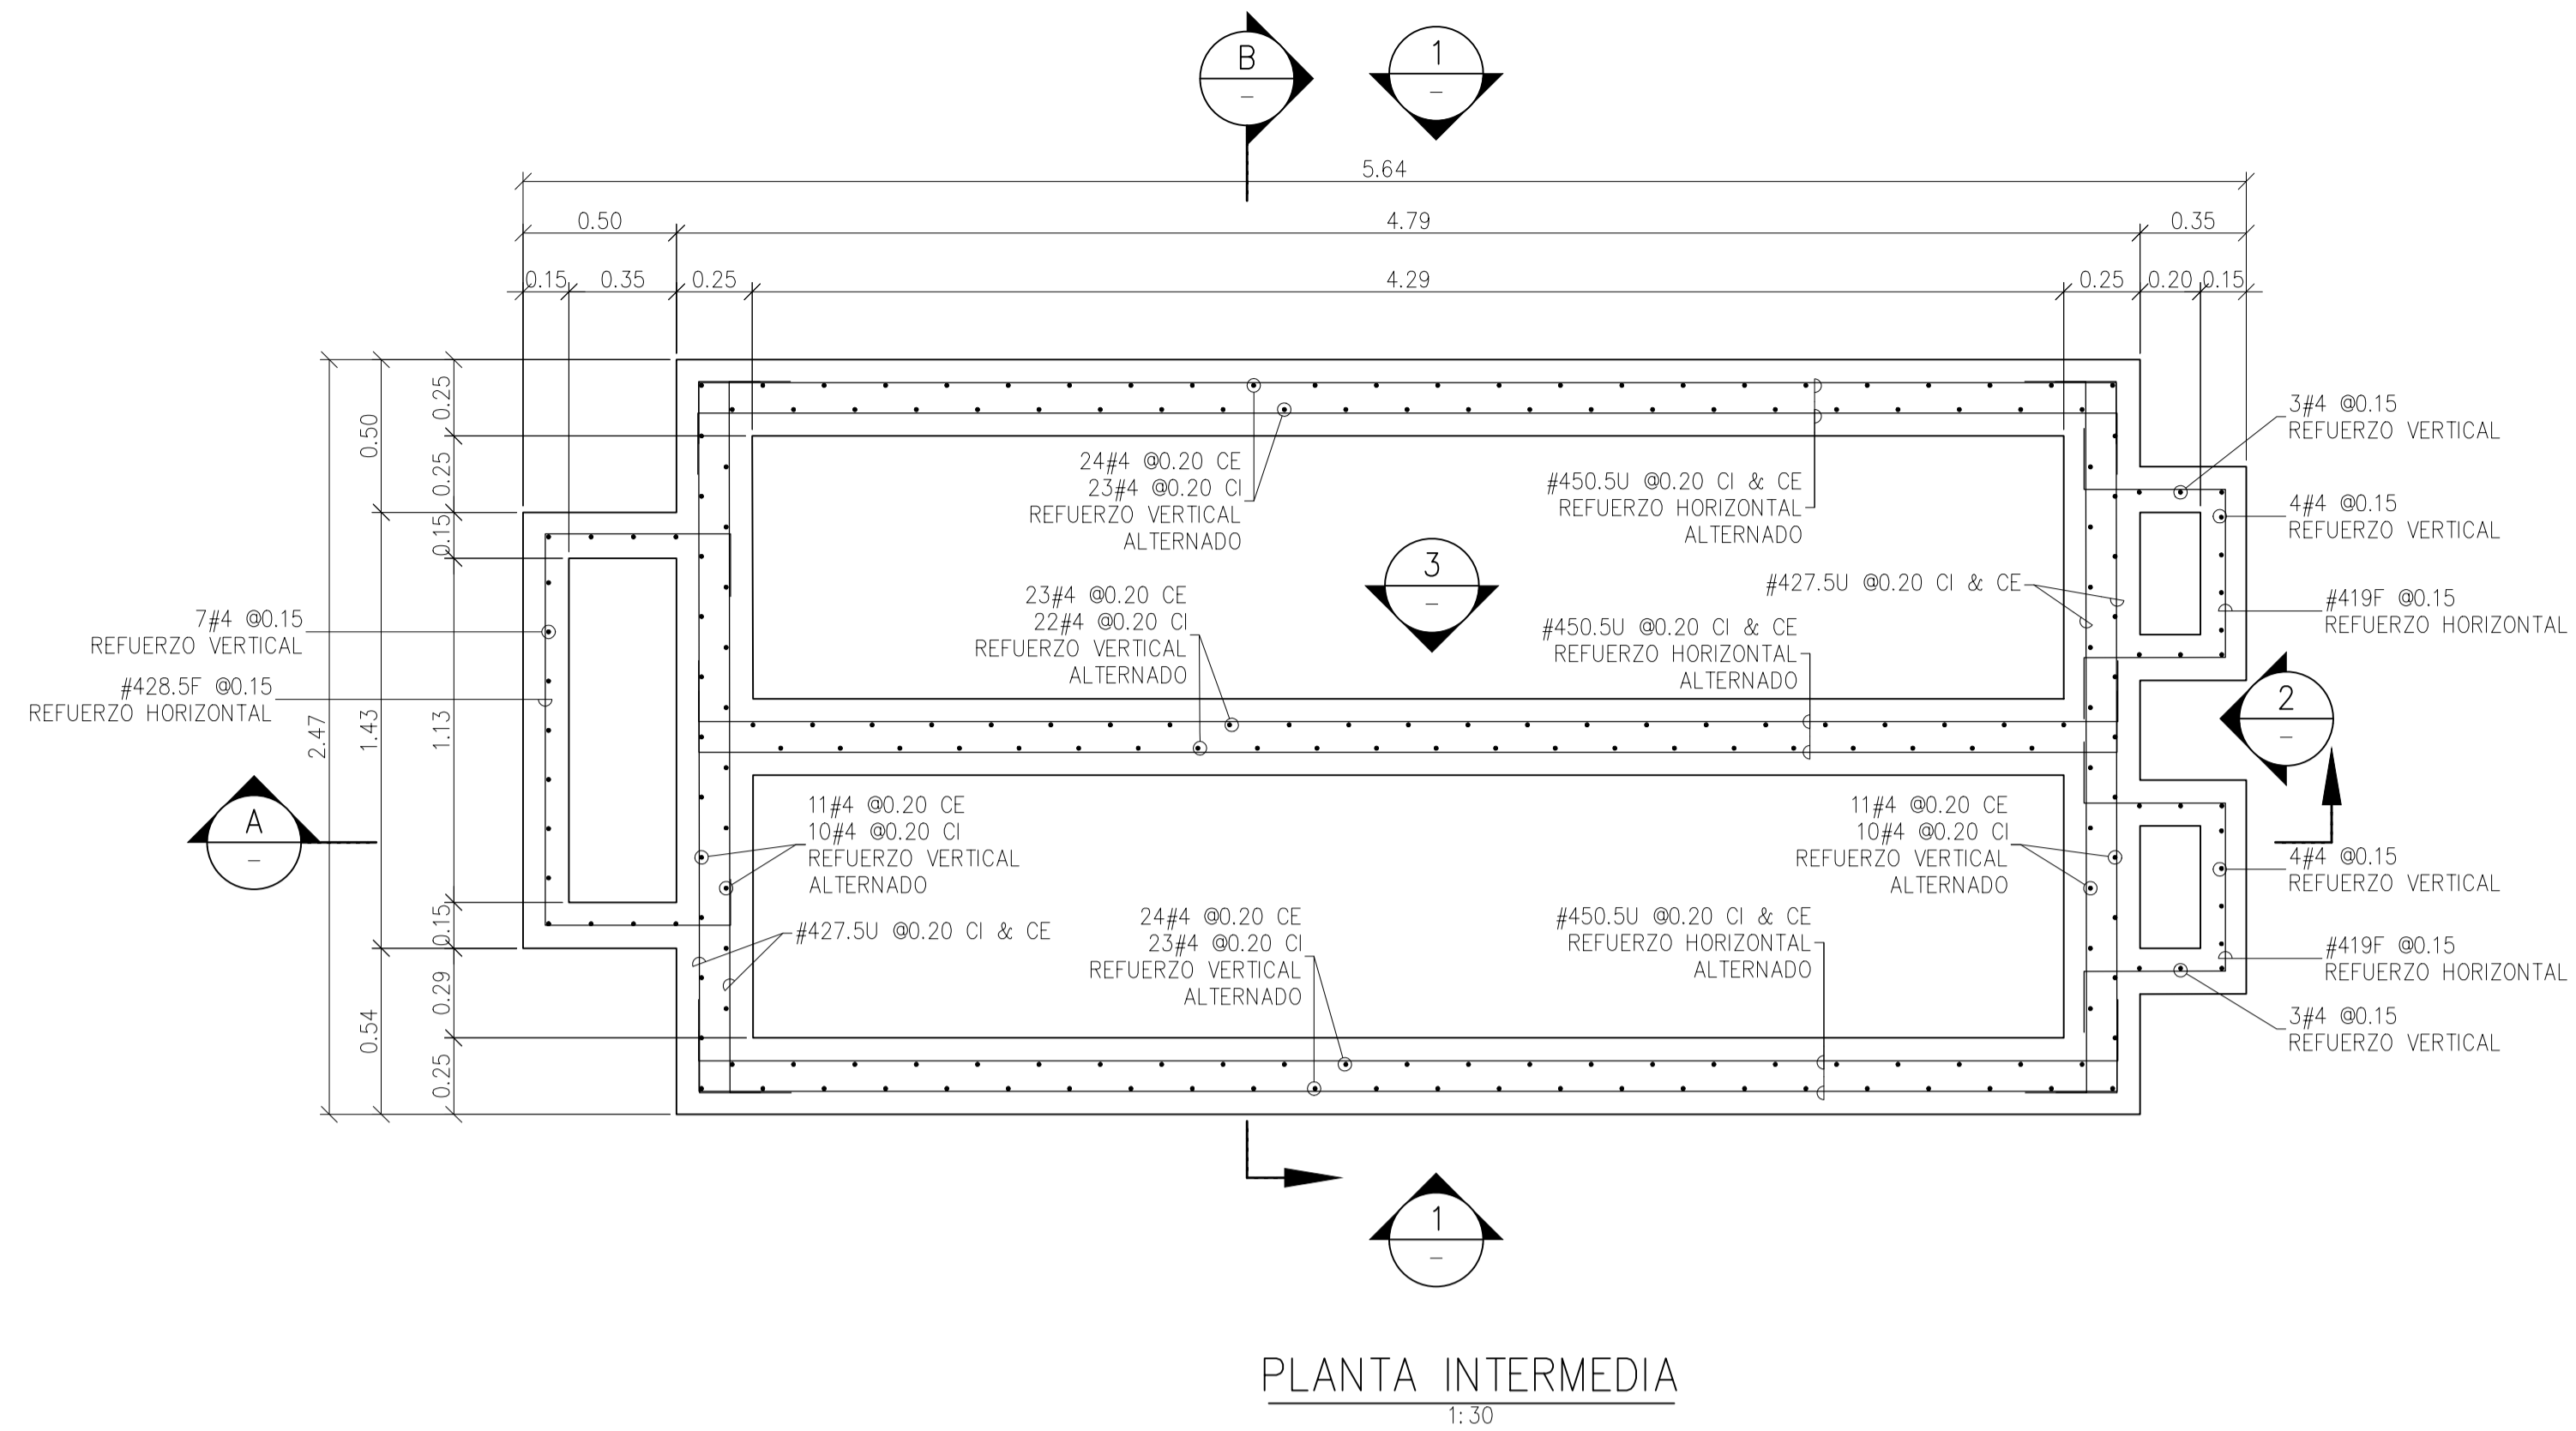 B
–
1
–
5.64
0.50
4.79
0.35
0.15
0.35
0.25
4.29
0.25
0.20
0.15
2.47
0.50
1.43
0.54
0.25
0.25
0.15
1.13
0.15
0.29
0.25
24#4 @0.20 CE
23#4 @0.20 CI
REFUERZO VERTICAL
ALTERNADO
#450.5U @0.20 CI & CE
REFUERZO HORIZONTAL
ALTERNADO
3#4 @0.15
REFUERZO VERTICAL
4#4 @0.15
REFUERZO VERTICAL
3
–
#427.5U @0.20 CI & CE
#419F @0.15
REFUERZO HORIZONTAL
7#4 @0.15
REFUERZO VERTICAL
#428.5F @0.15
REFUERZO HORIZONTAL
23#4 @0.20 CE
22#4 @0.20 CI
REFUERZO VERTICAL
ALTERNADO
#450.5U @0.20 CI & CE
REFUERZO HORIZONTAL
ALTERNADO
2
–
A
–
11#4 @0.20 CE
10#4 @0.20 CI
REFUERZO VERTICAL
ALTERNADO
11#4 @0.20 CE
10#4 @0.20 CI
REFUERZO VERTICAL
ALTERNADO
4#4 @0.15
REFUERZO VERTICAL
#427.5U @0.20 CI & CE
24#4 @0.20 CE
23#4 @0.20 CI
REFUERZO VERTICAL
ALTERNADO
#450.5U @0.20 CI & CE
REFUERZO HORIZONTAL
ALTERNADO
#419F @0.15
REFUERZO HORIZONTAL
3#4 @0.15
REFUERZO VERTICAL
1
–
PLANTA INTERMEDIA
1:30